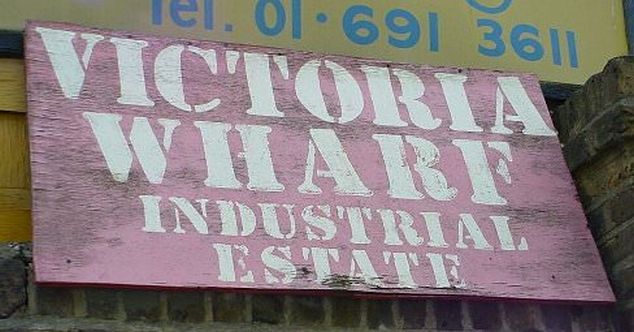 Tel. 01·691 3611
VICTORIA
WHARF
INDUSTRIAL
ESTATE